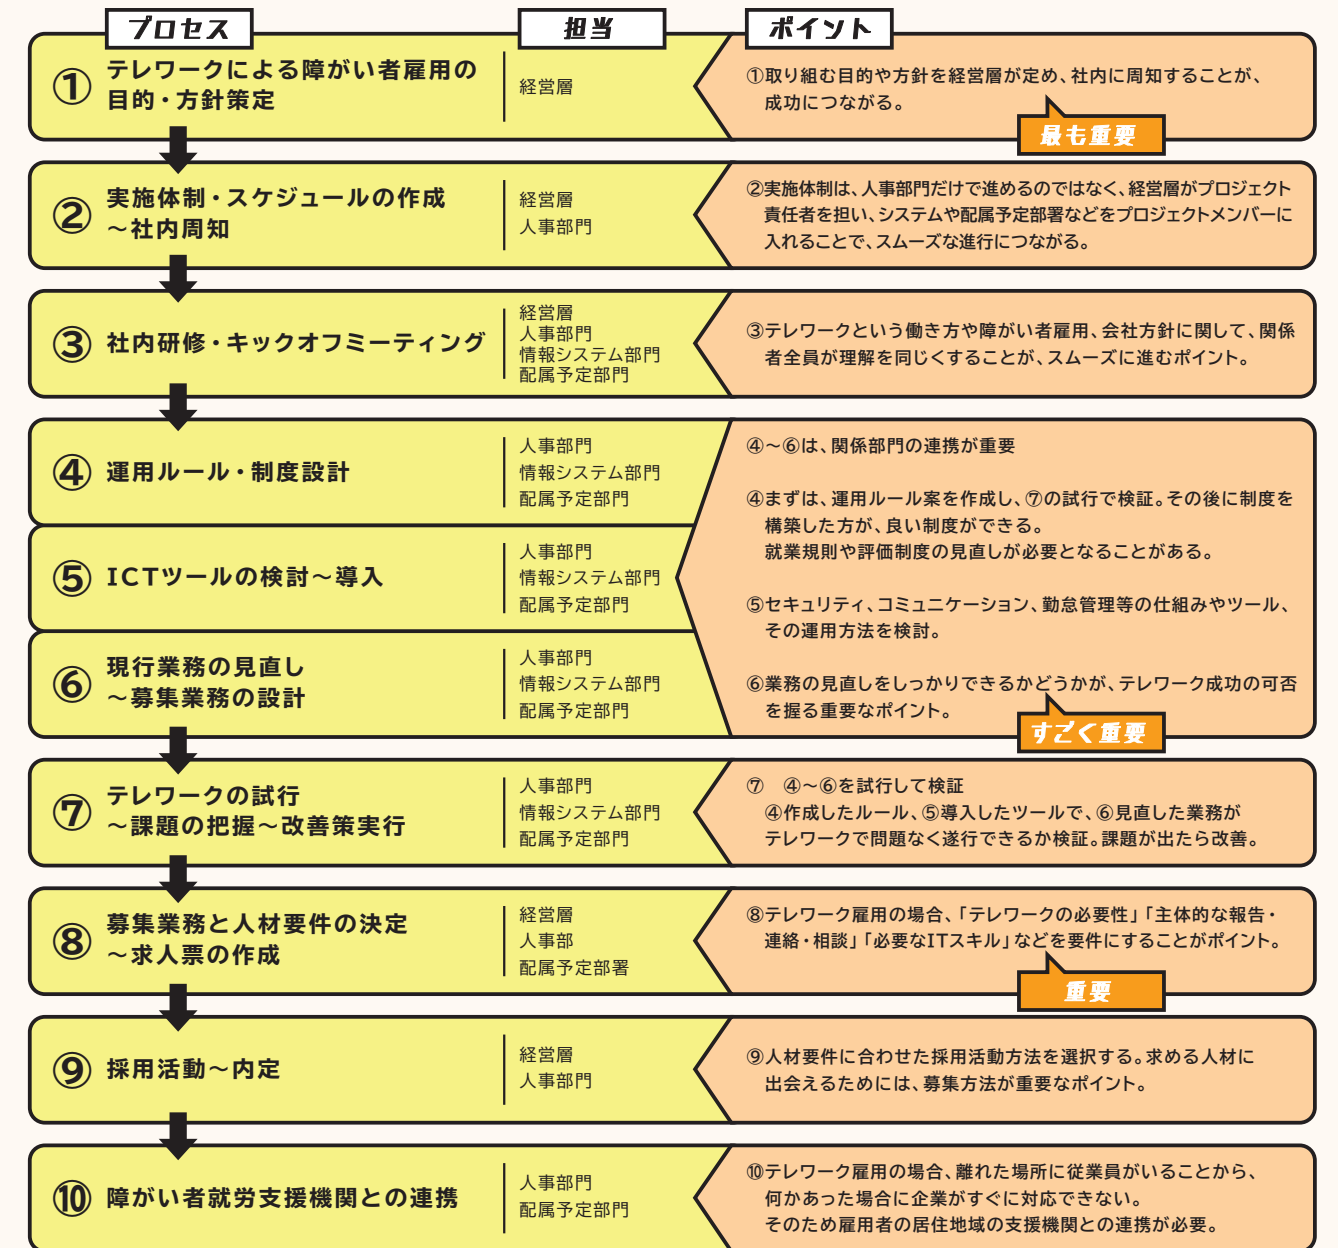 プロセス
担当
ポイント
① テレワークによる障がい者雇用の
目的・方針策定
経営層
①取り組む目的や方針を経営層が定め、社内に周知することが、
成功につながる。
最も重要
② 実施体制・スケジュールの作成
～社内周知
経営層
人事部門
②実施体制は、人事部門だけで進めるのではなく、経営層がプロジェクト
責任者を担い、システムや配属予定部署などをプロジェクトメンバーに
入れることで、スムーズな進行につながる。
③ 社内研修・キックオフミーティング
経営層
人事部門
情報システム部門
配属予定部門
③テレワークという働き方や障がい者雇用、会社方針に関して、関係
者全員が理解を同じくすることが、スムーズに進むポイント。
④ 運用ルール・制度設計
人事部門
情報システム部門
配属予定部門
⑤ ICTツールの検討～導入
人事部門
情報システム部門
配属予定部門
⑥ 現行業務の見直し
～募集業務の設計
人事部門
情報システム部門
配属予定部門
④～⑥は、関係部門の連携が重要
④まずは、運用ルール案を作成し、⑦の試行で検証。その後に制度を
構築した方が、良い制度ができる。
就業規則や評価制度の見直しが必要となることがある。
⑤セキュリティ、コミュニケーション、勤怠管理等の仕組みやツール、
その運用方法を検討。
⑥業務の見直しをしっかりできるかどうかが、テレワーク成功の可否
を握る重要なポイント。
すごく重要
⑦ テレワークの試行
～課題の把握～改善策実行
人事部門
情報システム部門
配属予定部門
⑦　④～⑥を試行して検証
④作成したルール、⑤導入したツールで、⑥見直した業務が
テレワークで問題なく遂行できるか検証。課題が出たら改善。
⑧ 募集業務と人材要件の決定
～求人票の作成
経営層
人事部
配属予定部署
⑧テレワーク雇用の場合、「テレワークの必要性」「主体的な報告・
連絡・相談」「必要なITスキル」などを要件にすることがポイント。
重要
⑨ 採用活動～内定
経営層
人事部門
⑨人材要件に合わせた採用活動方法を選択する。求める人材に
出会えるためには、募集方法が重要なポイント。
⑩ 障がい者就労支援機関との連携
人事部門
配属予定部門
⑩テレワーク雇用の場合、離れた場所に従業員がいることから、
何かあった場合に企業がすぐに対応できない。
そのため雇用者の居住地域の支援機関との連携が必要。